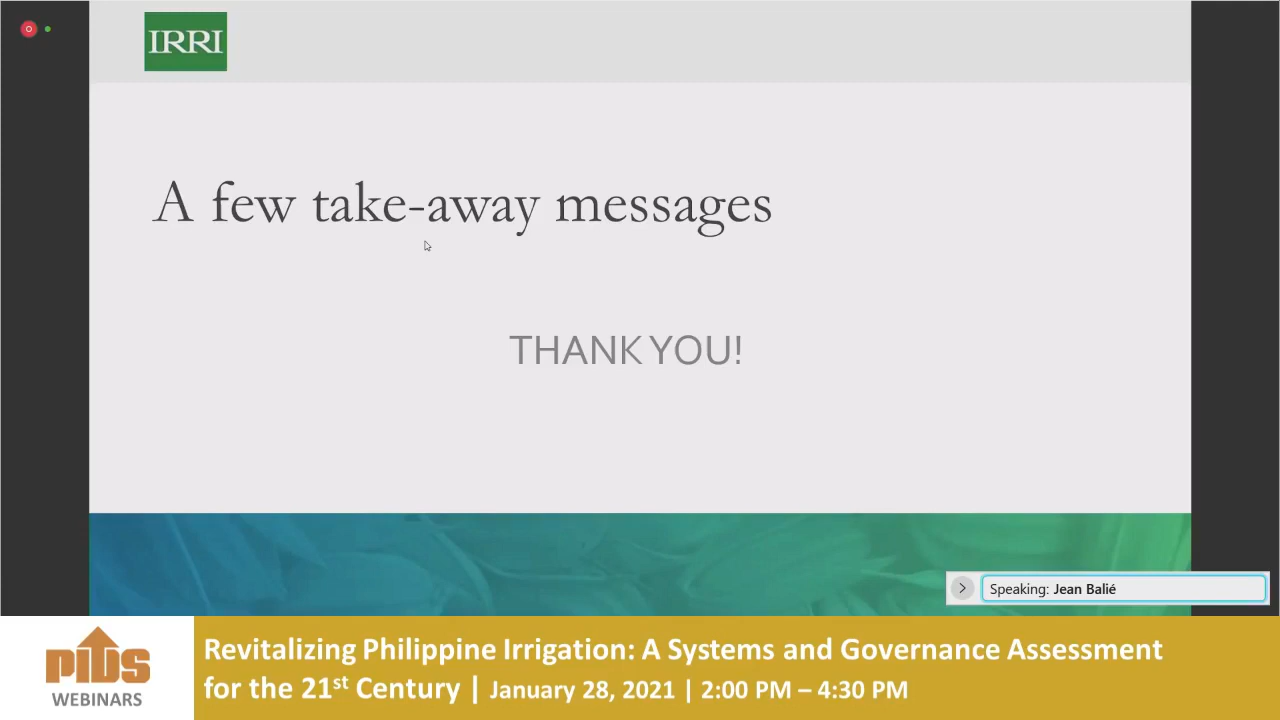 IRRI
A few take-away messages
THANK YOU!
Speaking: Jean Balié
PIDS
WEBINARS
Revitalizing Philippine Irrigation: A Systems and Governance Assessment
for the 21st Century | January 28, 2021 | 2:00 PM – 4:30 PM